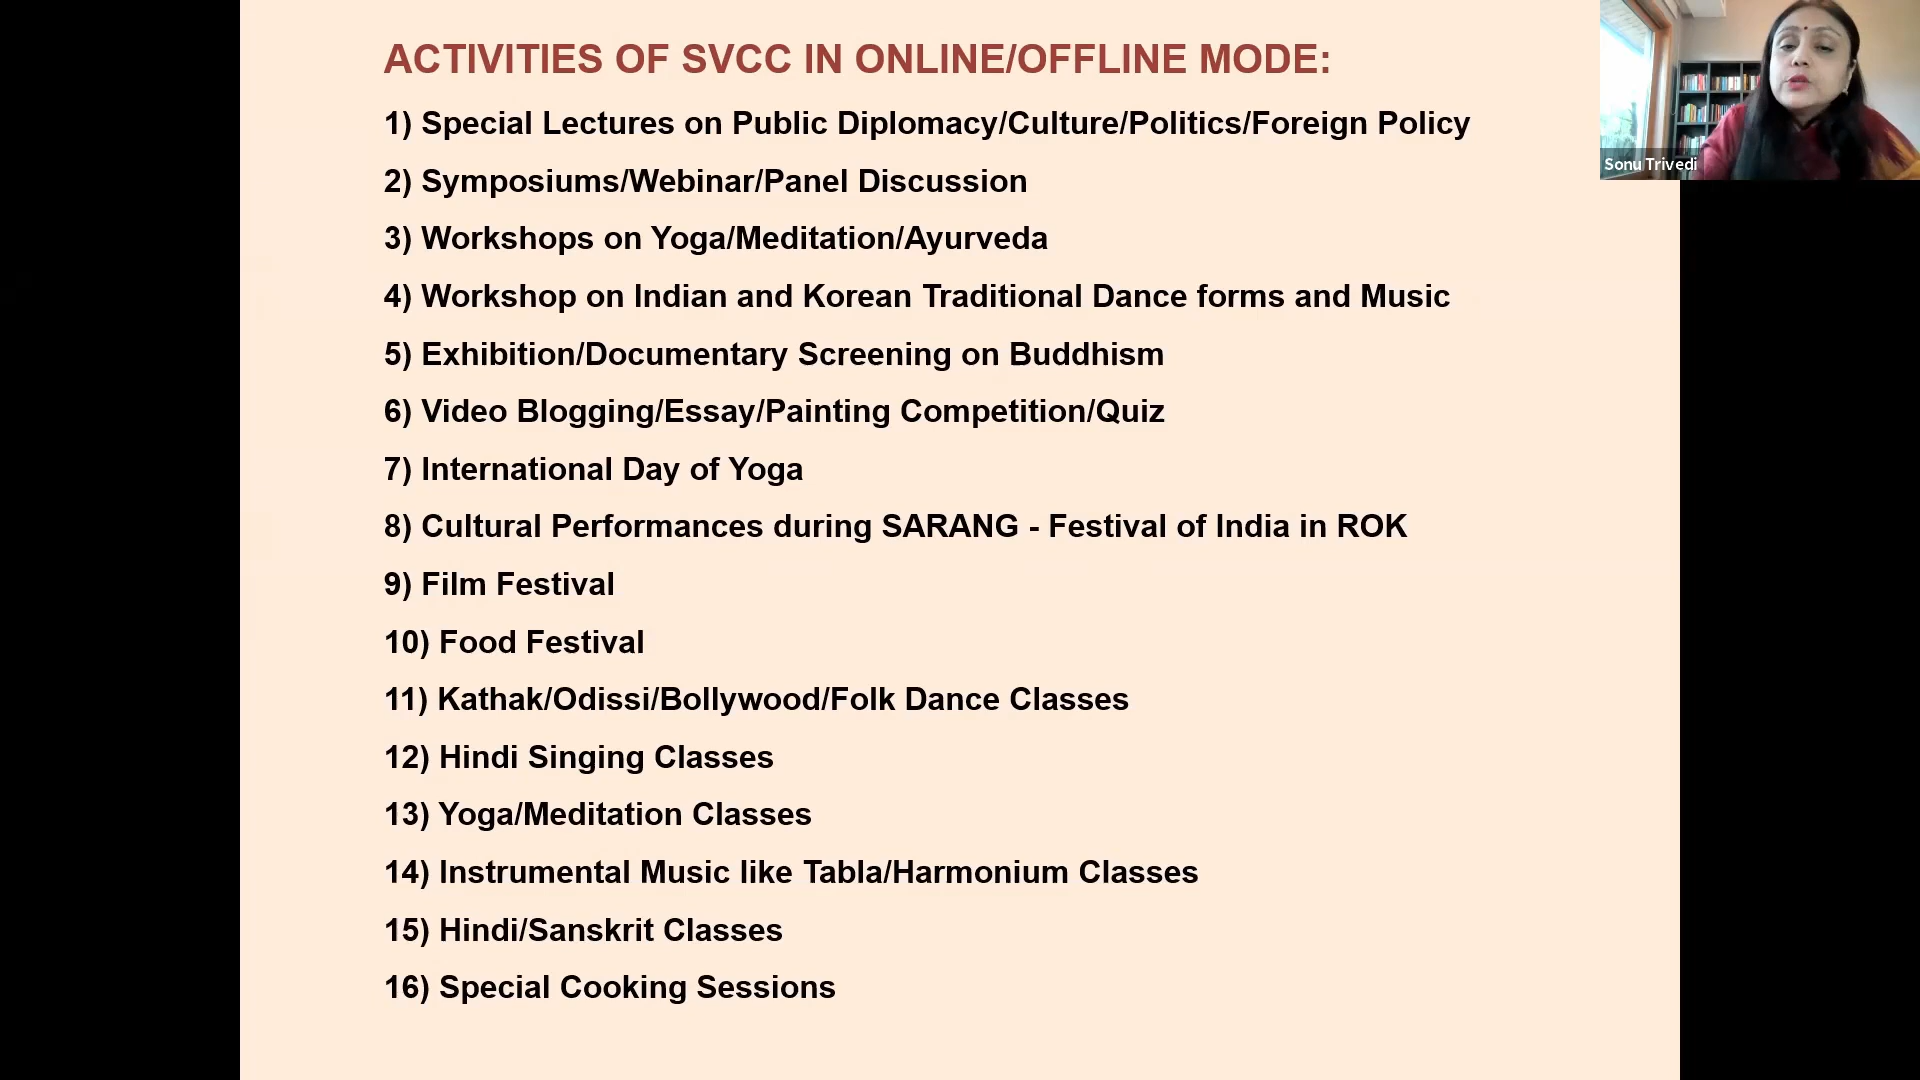 ACTIVITIES OF SVCC IN ONLINE/OFFLINE MODE:
1) Special Lectures on Public Diplomacy/Culture/Politics/Foreign Policy
2) Symposiums/Webinar/Panel Discussion
3) Workshops on Yoga/Meditation/Ayurveda
4) Workshop on Indian and Korean Traditional Dance forms and Music
5) Exhibition/Documentary Screening on Buddhism
6) Video Blogging/Essay/Painting Competition/Quiz
7) International Day of Yoga
8) Cultural Performances during SARANG - Festival of India in ROK
9) Film Festival
10) Food Festival
11) Kathak/Odissi/Bollywood/Folk Dance Classes
12) Hindi Singing Classes
13) Yoga/Meditation Classes
14) Instrumental Music like Tabla/Harmonium Classes
15) Hindi/Sanskrit Classes
16) Special Cooking Sessions
Sonu Trivedi